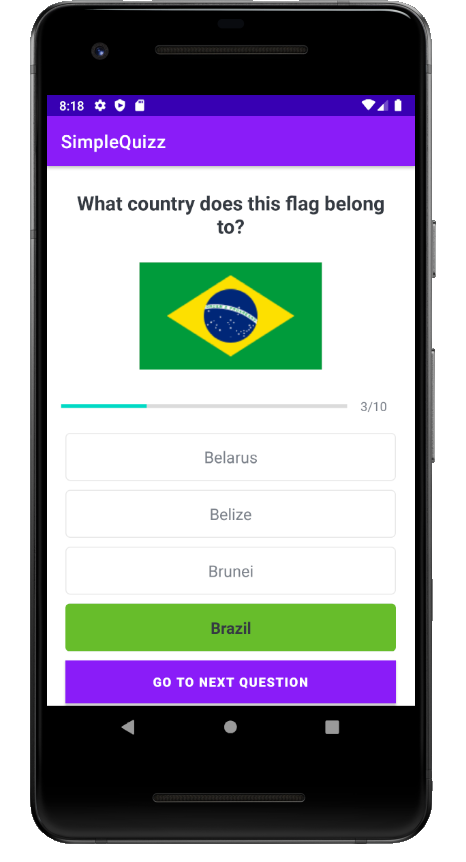 8:18
SimpleQuizz
What country does this flag belong
to?
3/10
Belarus
Belize
Brunei
Brazil
GO TO NEXT QUESTION